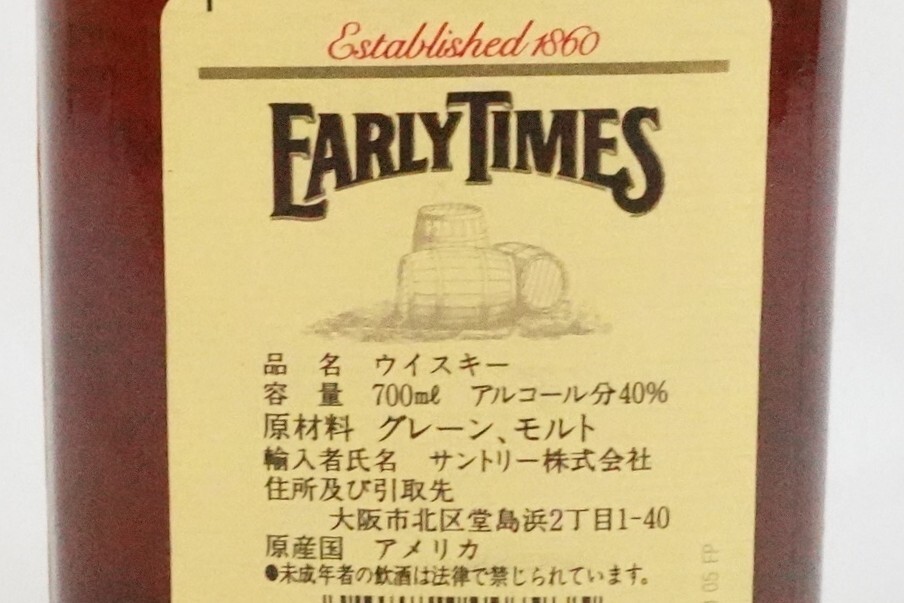 Established 1860
EARLY TIMES
品　名　ウイスキー
容　量　700mℓ　アルコール分40%
原材料　グレーン、モルト
輸入者氏名　サントリー株式会社
住所及び引取先
大阪市北区堂島浜2丁目1-40
原産国　アメリカ
●未成年者の飲酒は法律で禁じられています。
05 FP